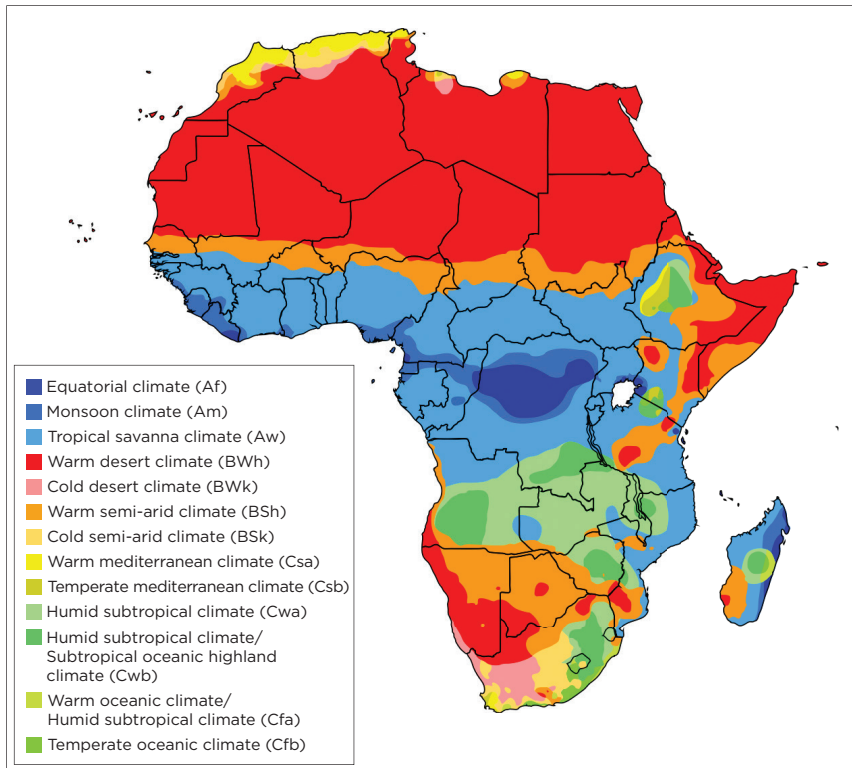 Equatorial climate (Af)
Monsoon climate (Am)
Tropical savanna climate (Aw)
Warm desert climate (BWh)
Cold desert climate (BWk)
Warm semi-arid climate (BSh)
Cold semi-arid climate (BSk)
Warm mediterranean climate (Csa)
Temperate mediterranean climate (Csb)
Humid subtropical climate (Cwa)
Humid subtropical climate/
Subtropical oceanic highland
climate (Cwb)
Warm oceanic climate/
Humid subtropical climate (Cfa)
Temperate oceanic climate (Cfb)